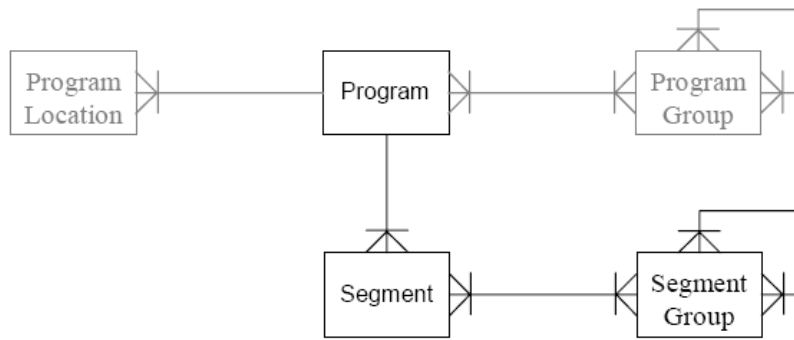 Program
Location
Program
Program
Group
Segment
Segment
Group